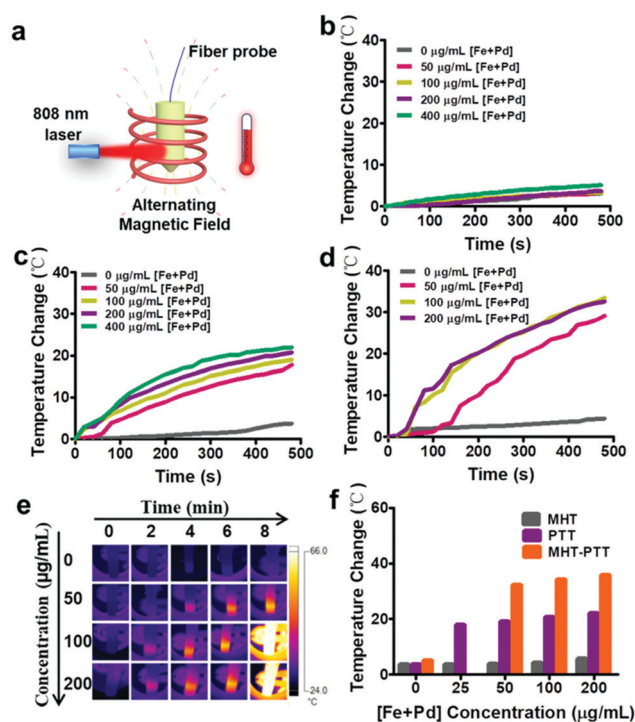 a
Fiber probe
808 nm
laser
Alternating
Magnetic Field
b
Temperature Change (℃)
40
30
20
10
0
0 μg/mL [Fe+Pd]
50 μg/mL [Fe+Pd]
100 μg/mL [Fe+Pd]
200 μg/mL [Fe+Pd]
400 μg/mL [Fe+Pd]
0 100 200 300 400 500
Time (s)
c
Temperature Change (℃)
40
30
20
10
0
0 μg/mL [Fe+Pd]
50 μg/mL [Fe+Pd]
100 μg/mL [Fe+Pd]
200 μg/mL [Fe+Pd]
400 μg/mL [Fe+Pd]
0 100 200 300 400 500
Time (s)
d
Temperature Change (℃)
40
30
20
10
0
0 μg/mL [Fe+Pd]
50 μg/mL [Fe+Pd]
100 μg/mL [Fe+Pd]
200 μg/mL [Fe+Pd]
0 100 200 300 400 500
Time (s)
e
Time (min)
0 2 4 6 8
Concentration (μg/mL)
0
50
100
200
66.0
24.0
°C
f
Temperature Change (℃)
60
40
20
0
MHT
PTT
MHT-PTT
0 25 50 100 200
[Fe+Pd] Concentration (μg/mL)